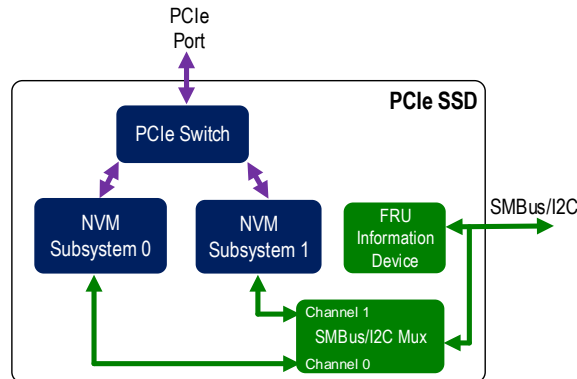 PCIe
Port
PCIe SSD
PCIe Switch
NVM
Subsystem 0
NVM
Subsystem 1
FRU
Information
Device
SMBus/I2C
Channel 1
SMBus/I2C Mux
Channel 0